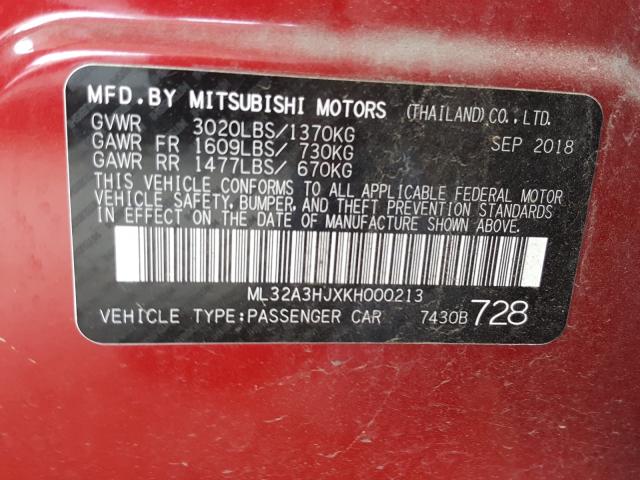 MFD.BY MITSUBISHI MOTORS (THAILAND) CO., LTD.
GVWR 3020LBS/1370KG SEP 2018
GAWR FR 1609LBS/ 730KG
GAWR RR 1477LBS/ 670KG
THIS VEHICLE CONFORMS TO ALL APPLICABLE FEDERAL MOTOR
VEHICLE SAFETY, BUMPER, AND THEFT PREVENTION STANDARDS
IN EFFECT ON THE DATE OF MANUFACTURE SHOWN ABOVE.
ML32A3HJXKH000213
VEHICLE TYPE:PASSENGER CAR 7430B 728